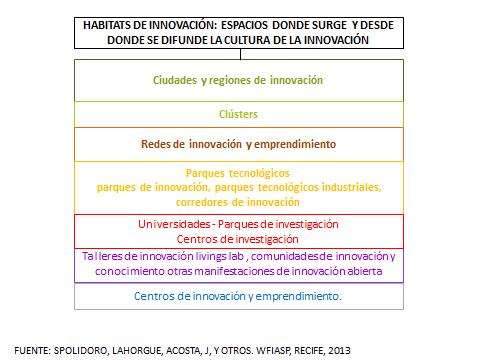 HABITATS DE INNOVACIÓN: ESPACIOS DONDE SURGE Y DESDE
DONDE SE DIFUNDE LA CULTURA DE LA INNOVACIÓN
Ciudades y regiones de innovación
Clústers
Redes de innovación y emprendimiento
Parques tecnológicos
parques de innovación, parques tecnológicos industriales,
corredores de innovación
Universidades - Parques de investigación
Centros de investigación
Talleres de innovación livings lab , comunidades de innovación y
conocimiento otras manifestaciones de innovación abierta
Centros de innovación y emprendimiento.
FUENTE: SPOLIDORO, LAHORGUE, ACOSTA, J, Y OTROS. WFIASP, RECIFE, 2013